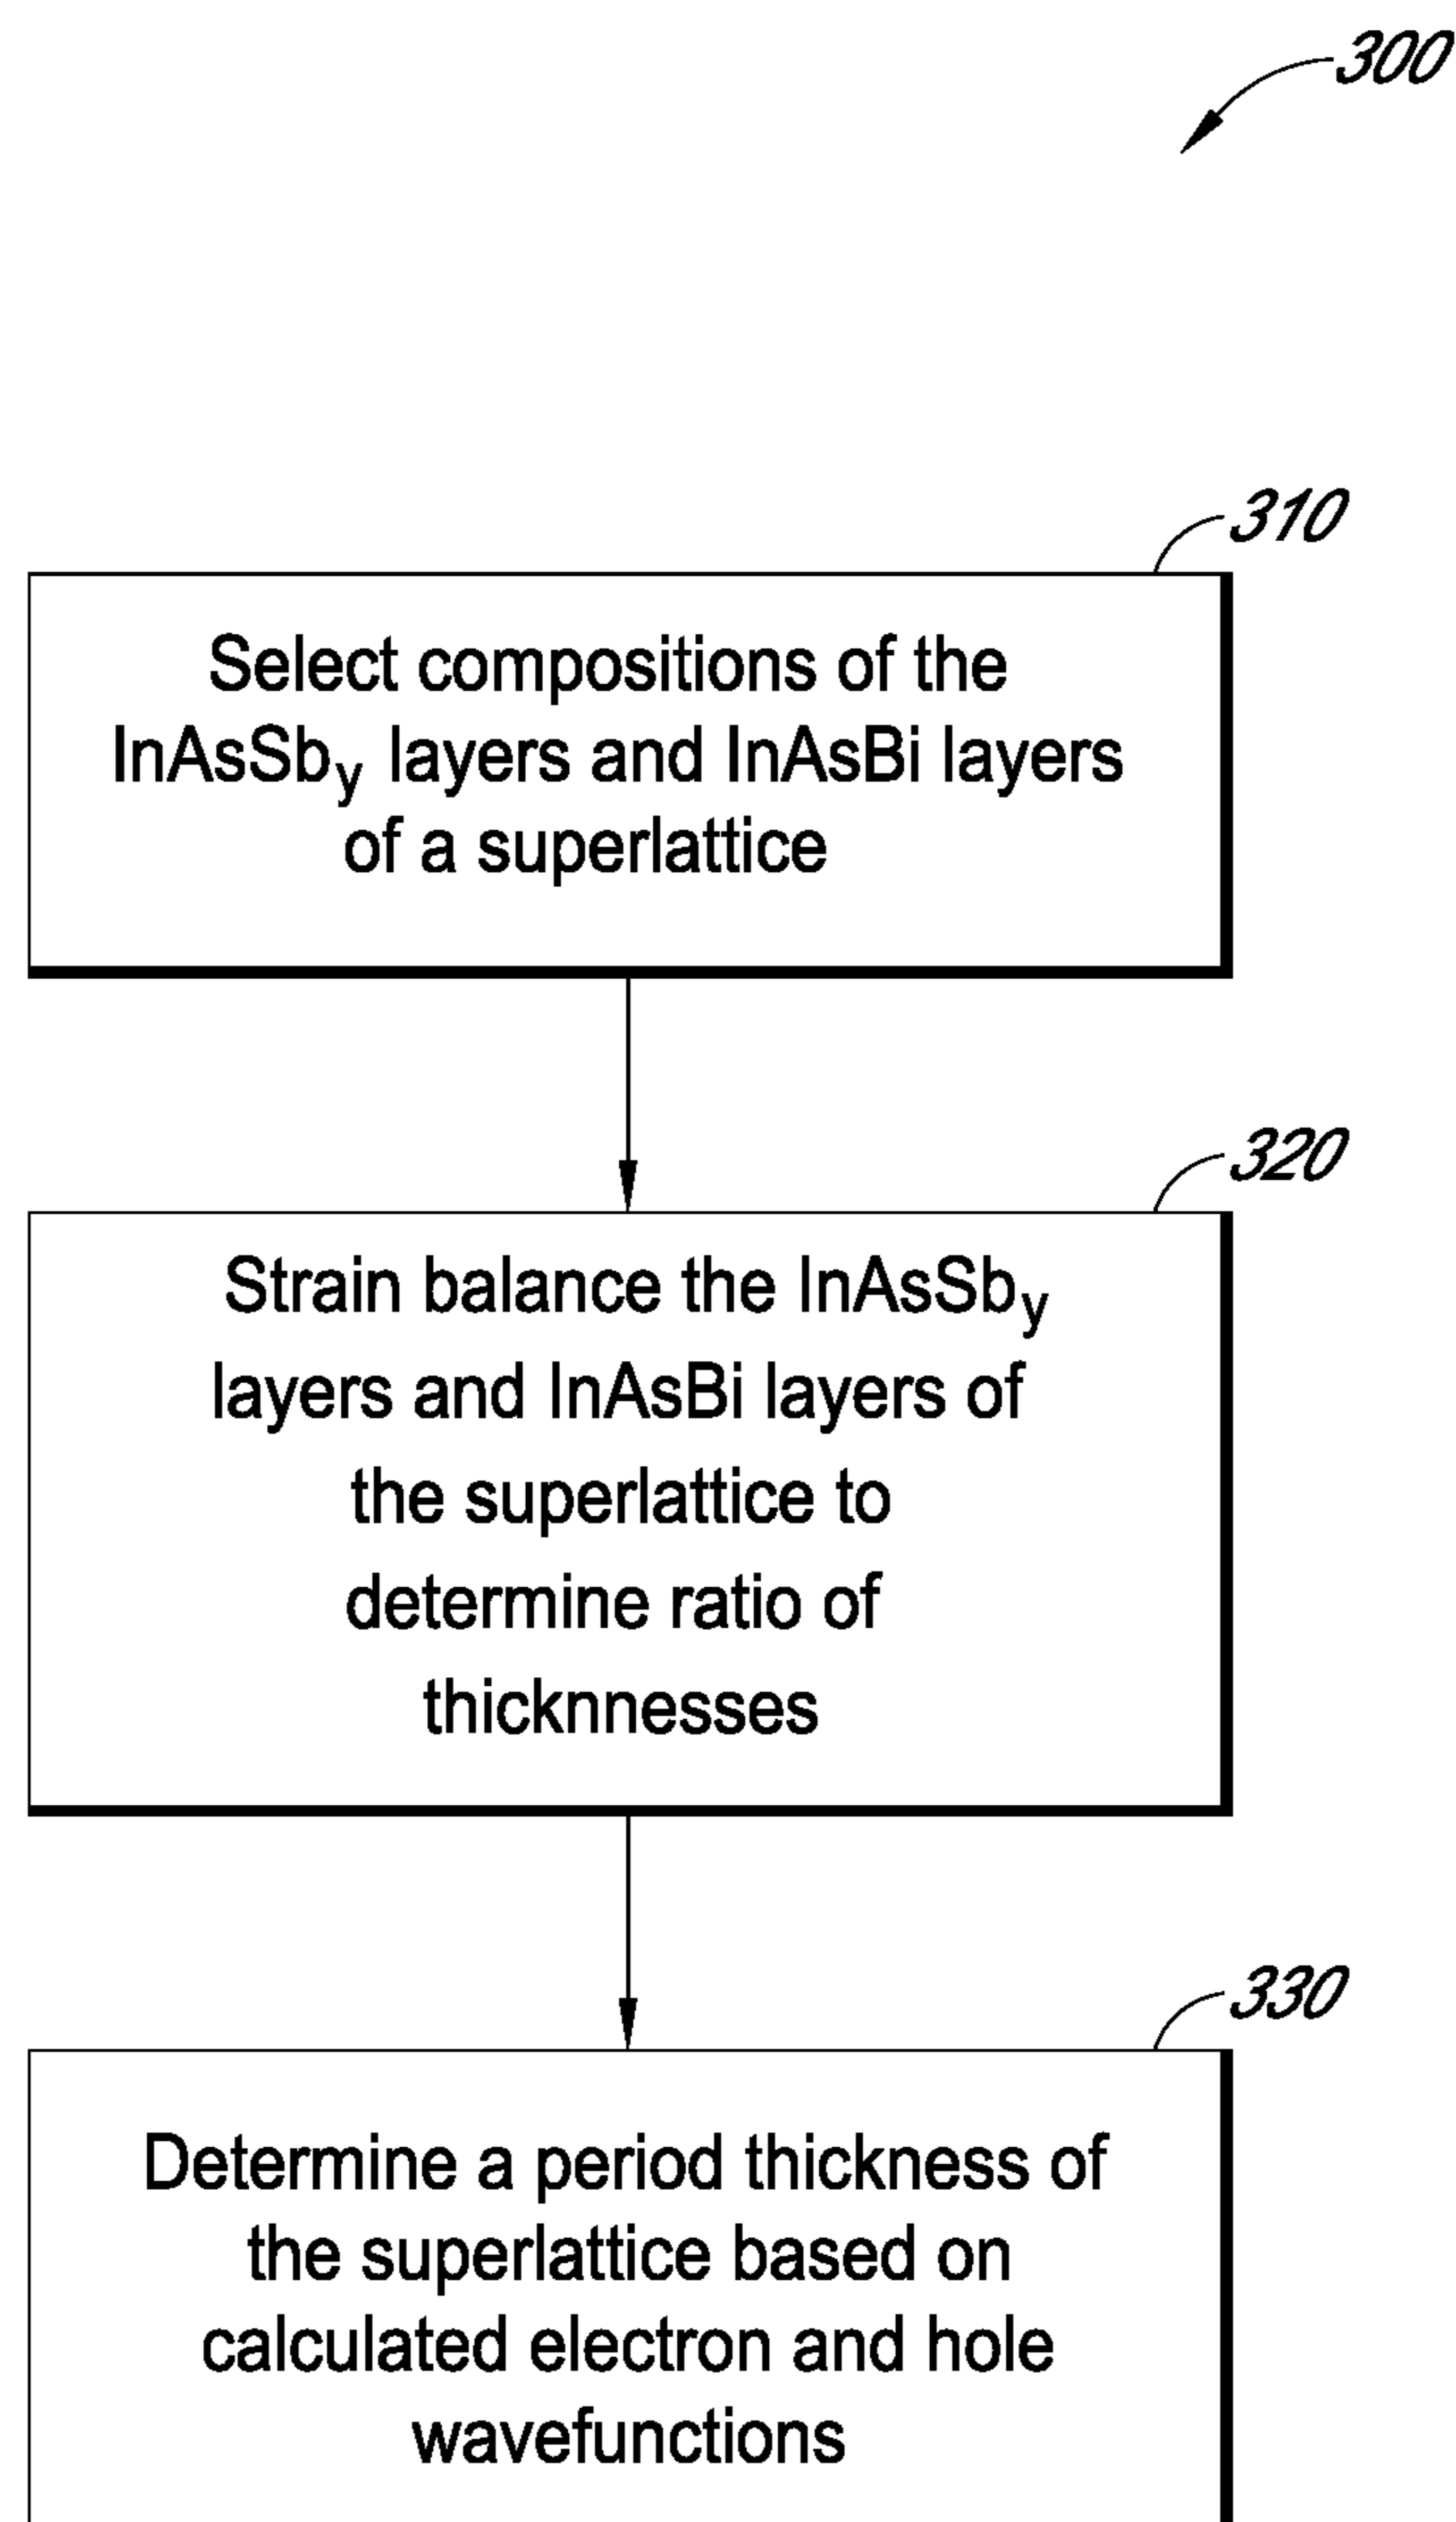 300
310
Select compositions of the
InAsSby layers and InAsBi layers
of a superlattice
320
Strain balance the InAsSby
layers and InAsBi layers of
the superlattice to
determine ratio of
thicknnesses
330
Determine a period thickness of
the superlattice based on
calculated electron and hole
wavefunctions